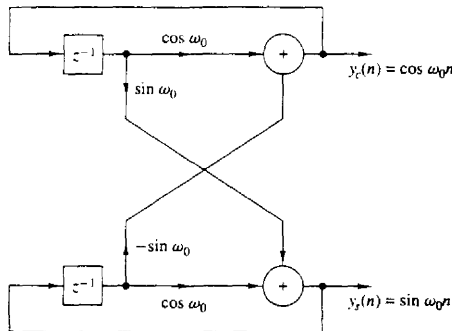 cos ω₀
z⁻¹
+
sin ω₀
y_c(n) = cos ω₀n
−sin ω₀
z⁻¹
+
cos ω₀
y_s(n) = sin ω₀n